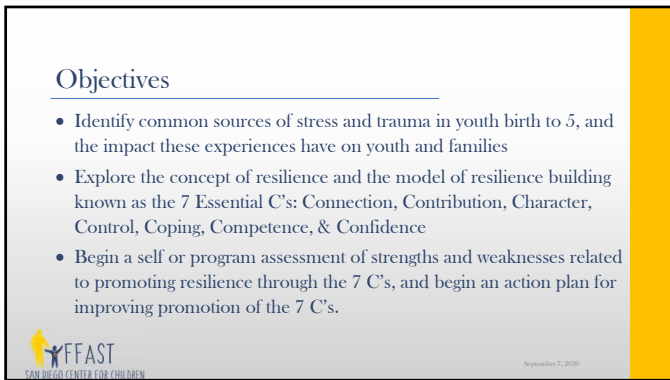 Objectives
• Identify common sources of stress and trauma in youth birth to 5, and
the impact these experiences have on youth and families
• Explore the concept of resilience and the model of resilience building
known as the 7 Essential C's: Connection, Contribution, Character,
Control, Coping, Competence, & Confidence
• Begin a self or program assessment of strengths and weaknesses related
to promoting resilience through the 7 C's, and begin an action plan for
improving promotion of the 7 C's.
FFAST
SAN DIEGO CENTER FOR CHILDREN
September 7, 2020